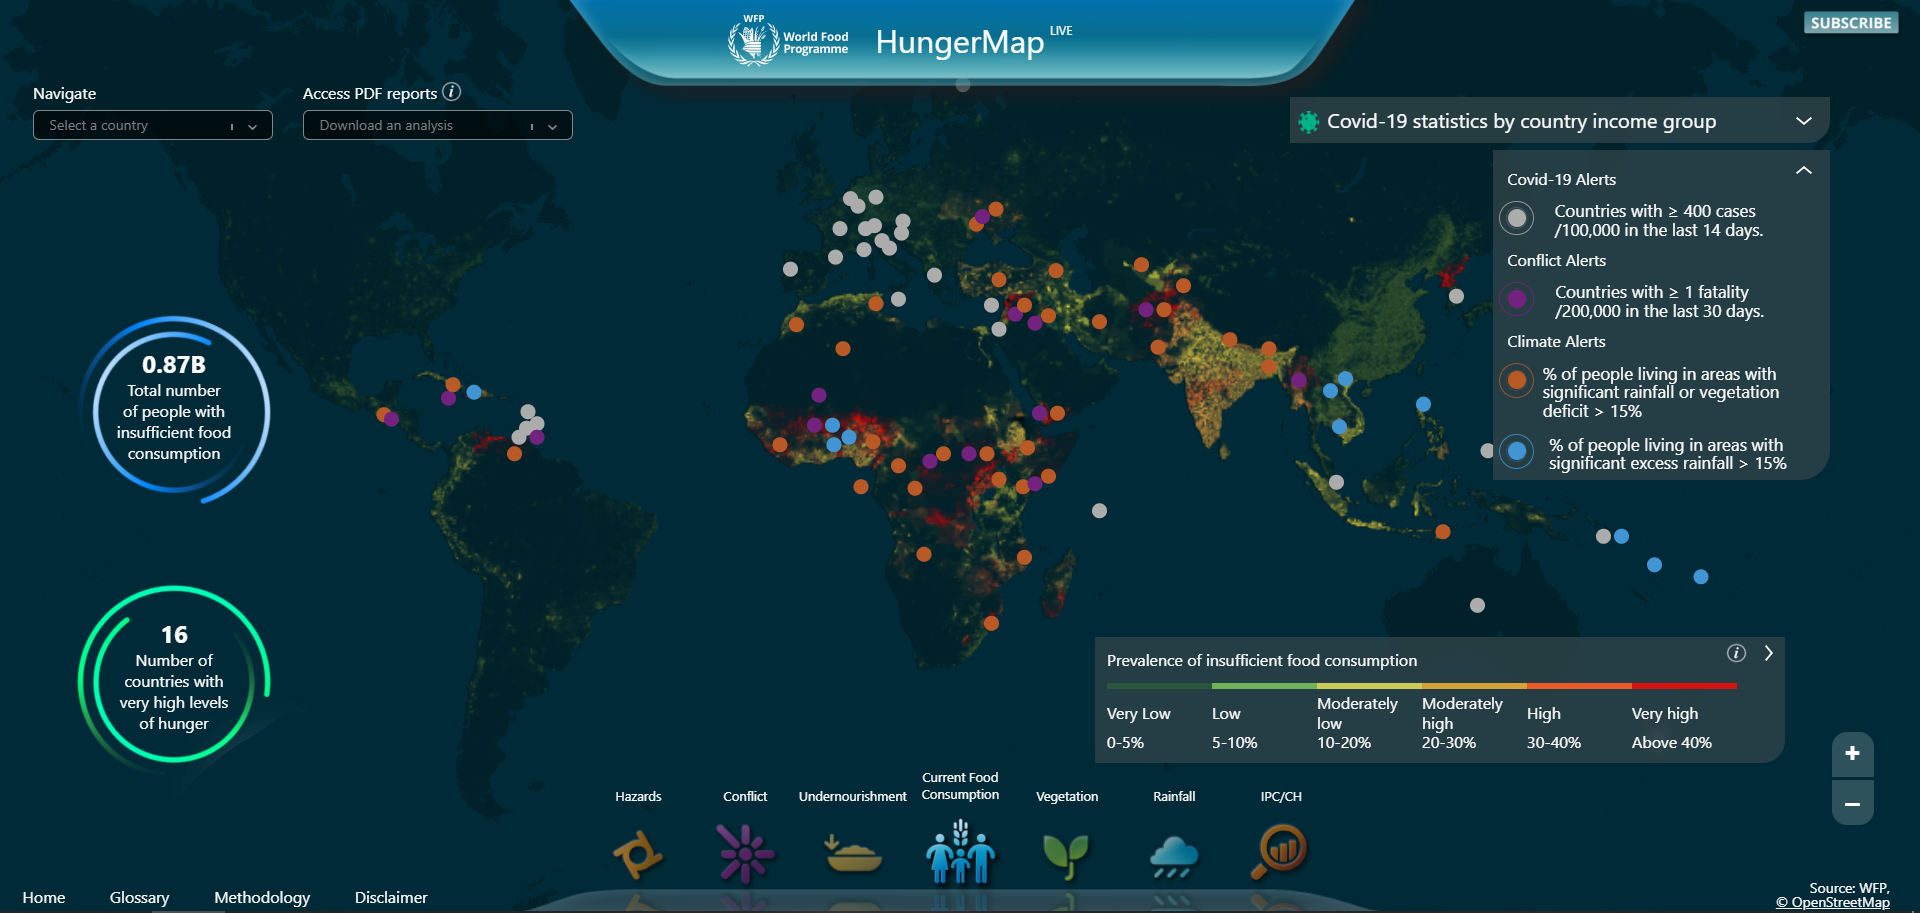 WFP
World Food
Programme
HungerMap LIVE
SUBSCRIBE
Navigate
Select a country
Access PDF reports i
Download an analysis
Covid-19 statistics by country income group
Covid-19 Alerts
Countries with ≥ 400 cases
/100,000 in the last 14 days.
Conflict Alerts
Countries with ≥ 1 fatality
/200,000 in the last 30 days.
Climate Alerts
% of people living in areas with
significant rainfall or vegetation
deficit > 15%
% of people living in areas with
significant excess rainfall > 15%
0.87B
Total number
of people with
insufficient food
consumption
16
Number of
countries with
very high levels
of hunger
Prevalence of insufficient food consumption i
Very Low
0-5%
Low
5-10%
Moderately
low
10-20%
Moderately
high
20-30%
High
30-40%
Very high
Above 40%
+
−
Hazards
Conflict
Undernourishment
Current Food
Consumption
Vegetation
Rainfall
IPC/CH
Home
Glossary
Methodology
Disclaimer
Source: WFP,
© OpenStreetMap